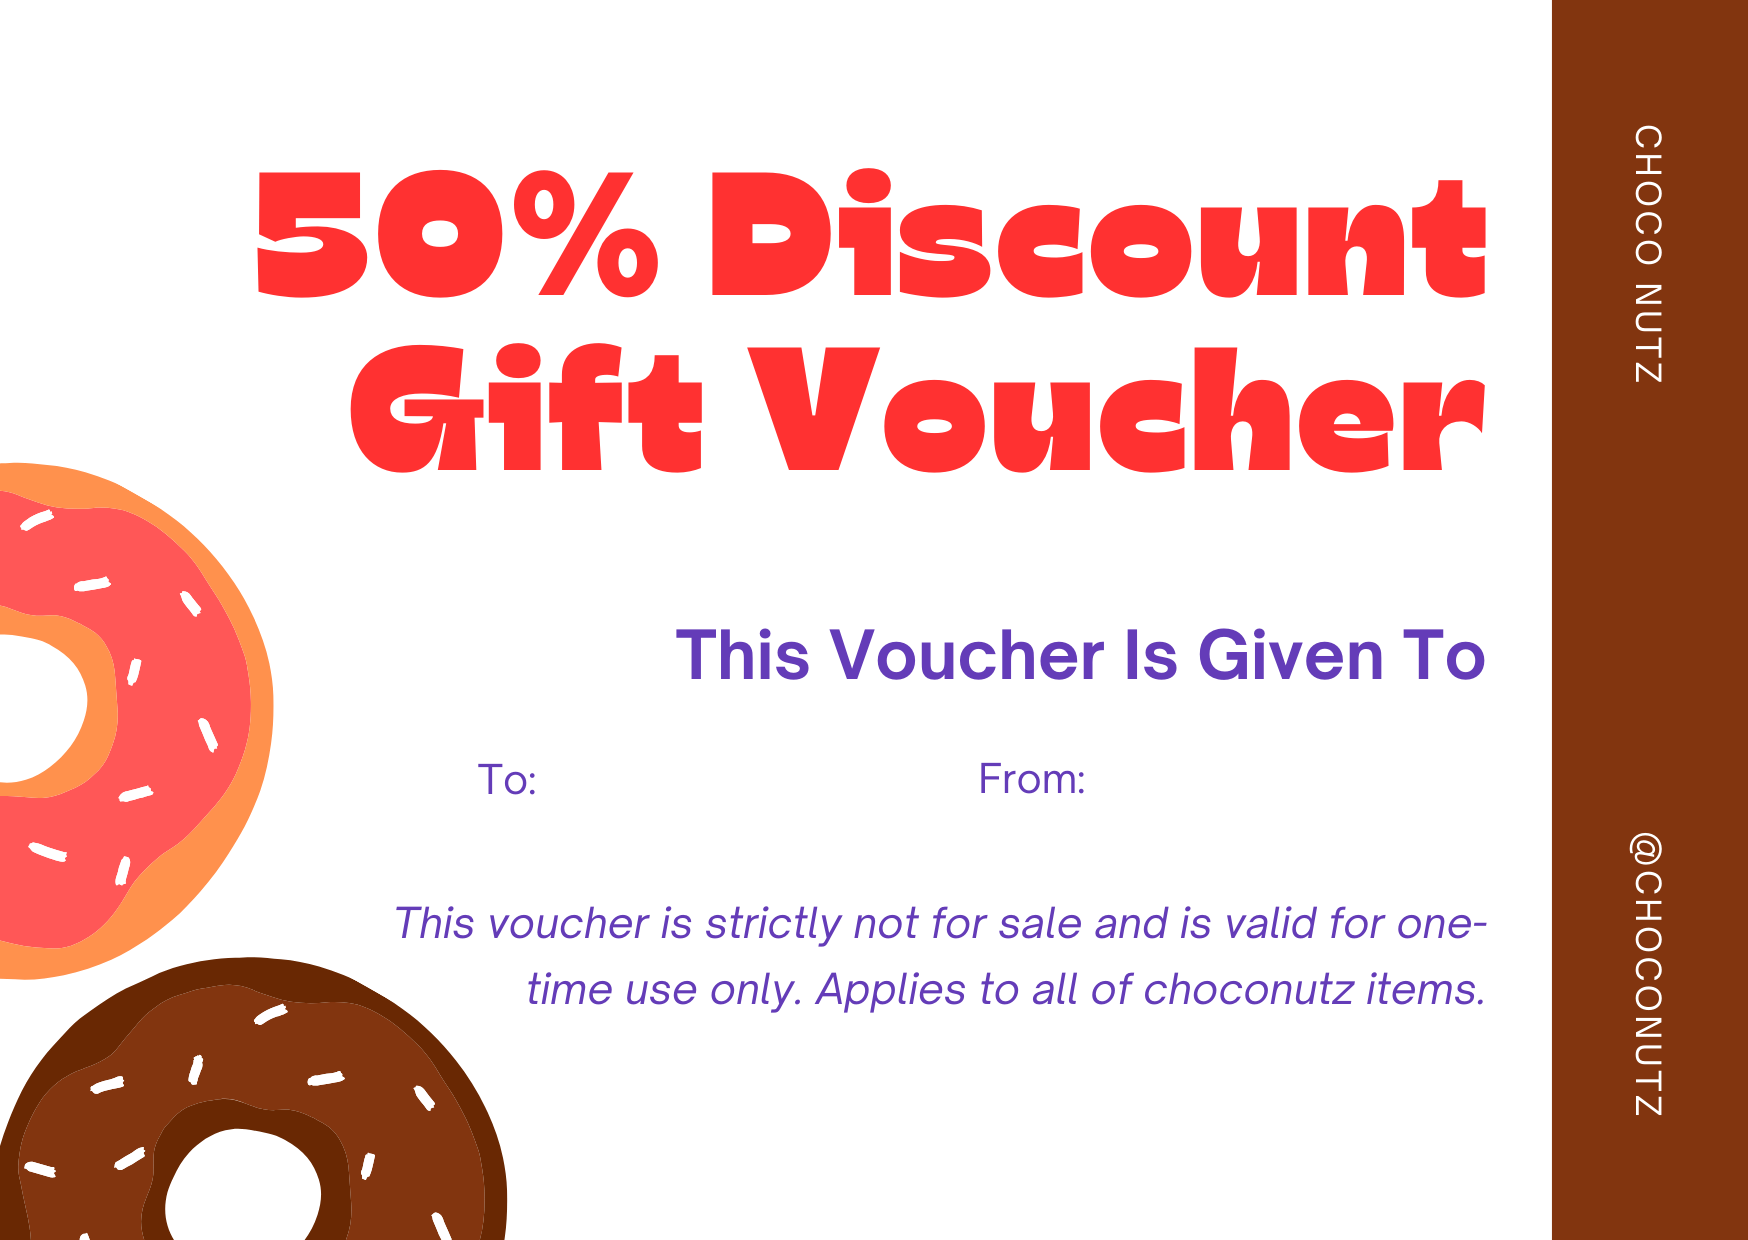 50% Discount
Gift Voucher
This Voucher Is Given To
To:
From:
This voucher is strictly not for sale and is valid for one-
time use only. Applies to all of choconutz items.
CHOCO NUTZ
@CHOCONUTZ